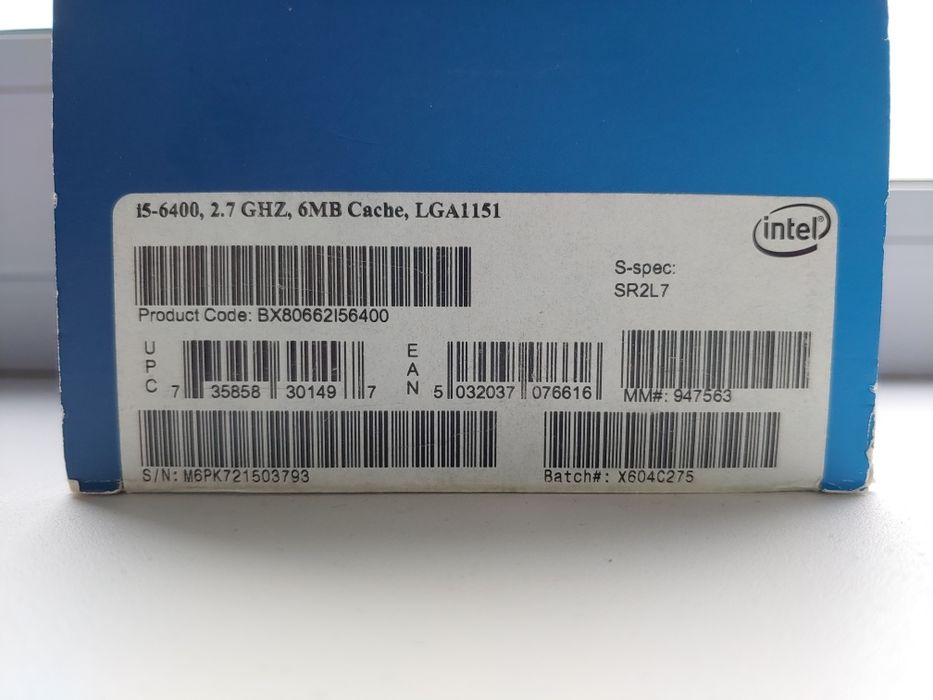 i5-6400, 2.7 GHZ, 6MB Cache, LGA1151
intel®
S-spec:
SR2L7
Product Code: BX80662I56400
UPC 7 35858 30149 7
EAN 5 032037 076616
MM#: 947563
S/N: M6PK721503793
Batch#: X604C275